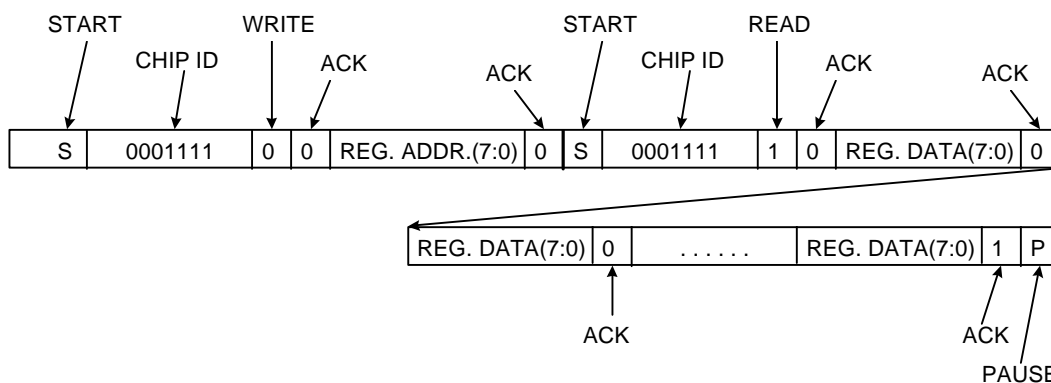 START WRITE START READ
CHIP ID ACK ACK CHIP ID ACK ACK
S 0001111 0 0 REG. ADDR.(7:0) 0 S 0001111 1 0 REG. DATA(7:0) 0
REG. DATA(7:0) 0 ...... REG. DATA(7:0) 1 P
ACK ACK
PAUSE